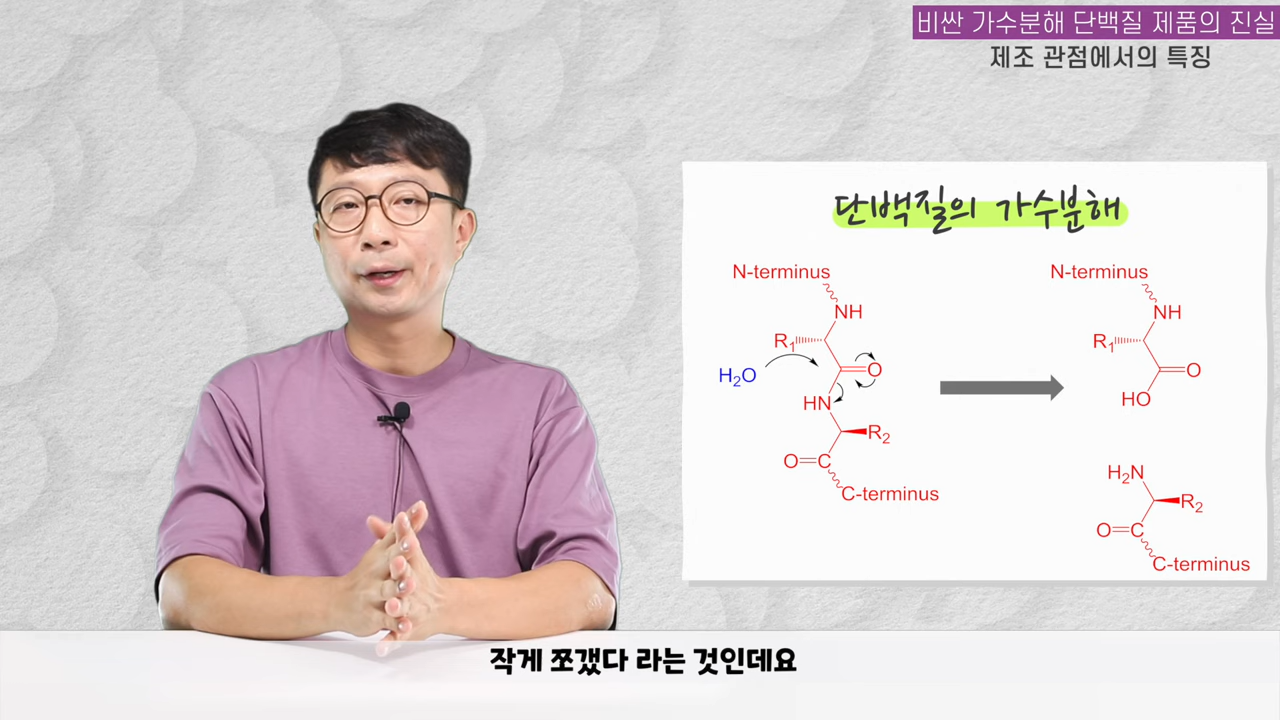 비싼 가수분해 단백질 제품의 진실
제조 관점에서의 특징
단백질의 가수분해
N-terminus
NH
R1
H2O
O
HN
R2
O=C
C-terminus
N-terminus
NH
R1
O
HO
H2N
R2
O=C
C-terminus
작게 쪼갰다 라는 것인데요